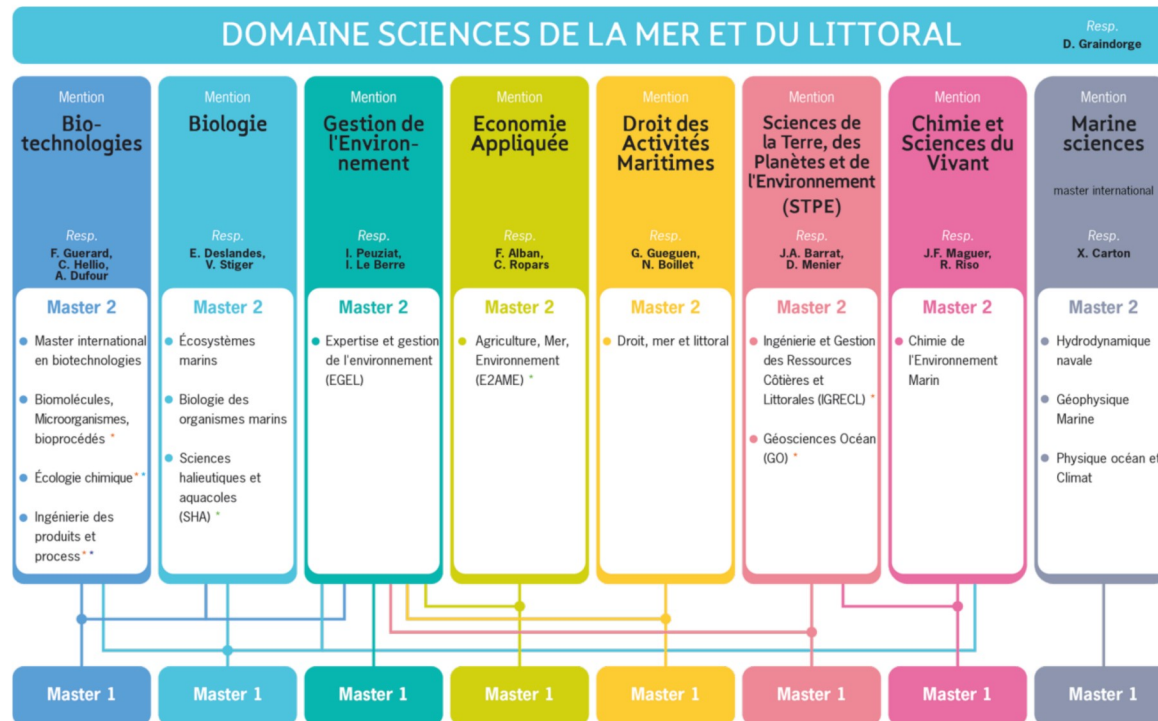 DOMAINE SCIENCES DE LA MER ET DU LITTORAL
Resp.
D. Graindorge
Mention
Bio-
technologies
Resp.
F. Guerard,
C. Hellio,
A. Dufour
Master 2
Master international
en biotechnologies
Biomolécules,
Microorganismes,
bioprocédés *
Écologie chimique**
Ingénierie des
produits et
process**
Mention
Biologie
Resp.
E. Deslandes,
V. Stiger
Master 2
Écosystèmes
marins
Biologie des
organismes marins
Sciences
halieutiques et
aquacoles
(SHA) *
Mention
Gestion de
l'Environ-
nement
Resp.
I. Peuziat,
I. Le Berre
Master 2
Expertise et gestion
de l'environnement
(EGEL)
Mention
Economie
Appliquée
Resp.
F. Alban,
C. Ropars
Master 2
Agriculture, Mer,
Environnement
(E2AME) *
Mention
Droit des
Activités
Maritimes
Resp.
G. Gueguen,
N. Boillet
Master 2
Droit, mer et littoral
Mention
Sciences de
la Terre, des
Planètes et de
l'Environnement
(STPE)
Resp.
J.A. Barrat,
D. Menier
Master 2
Ingénierie et Gestion
des Ressources
Côtières et
Littorales (IGRECL) *
Géosciences Océan
(GO) *
Mention
Chimie et
Sciences du
Vivant
Resp.
J.F. Maguer,
R. Riso
Master 2
Chimie de
l'Environnement
Marin
Mention
Marine
sciences
master international
Resp.
X. Carton
Master 2
Hydrodynamique
navale
Géophysique
Marine
Physique océan et
Climat
Master 1
Master 1
Master 1
Master 1
Master 1
Master 1
Master 1
Master 1